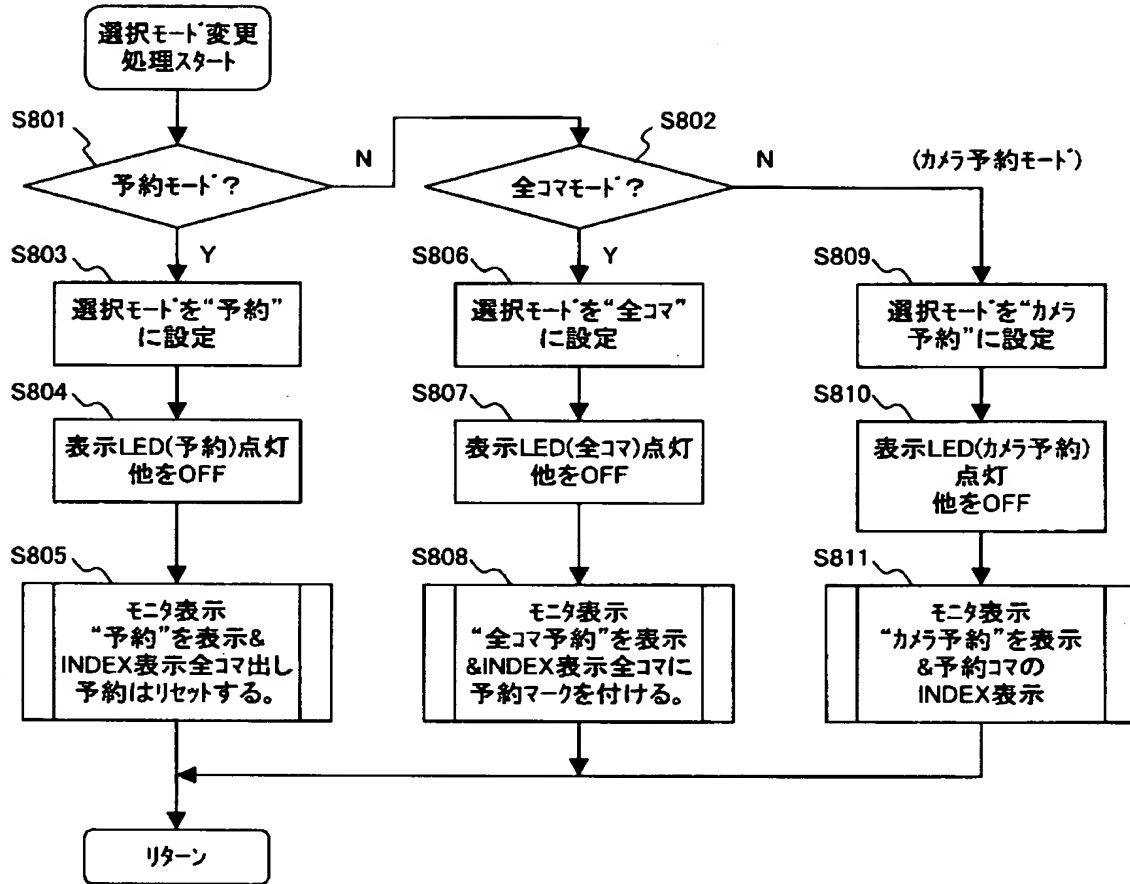 選択モード変更
処理スタート
S801
予約モード？
N
S802
全コマモード？
N
(カメラ予約モード)
S803
Y
選択モードを“予約”
に設定
S806
Y
選択モードを“全コマ”
に設定
S809
選択モードを“カメラ
予約”に設定
S804
表示LED(予約)点灯
他をOFF
S807
表示LED(全コマ)点灯
他をOFF
S810
表示LED(カメラ予約)
点灯
他をOFF
S805
モニタ表示
“予約”を表示&
INDEX表示全コマ出し
予約はリセットする。
S808
モニタ表示
“全コマ予約”を表示
&INDEX表示全コマに
予約マークを付ける。
S811
モニタ表示
“カメラ予約”を表示
&予約コマの
INDEX表示
リターン